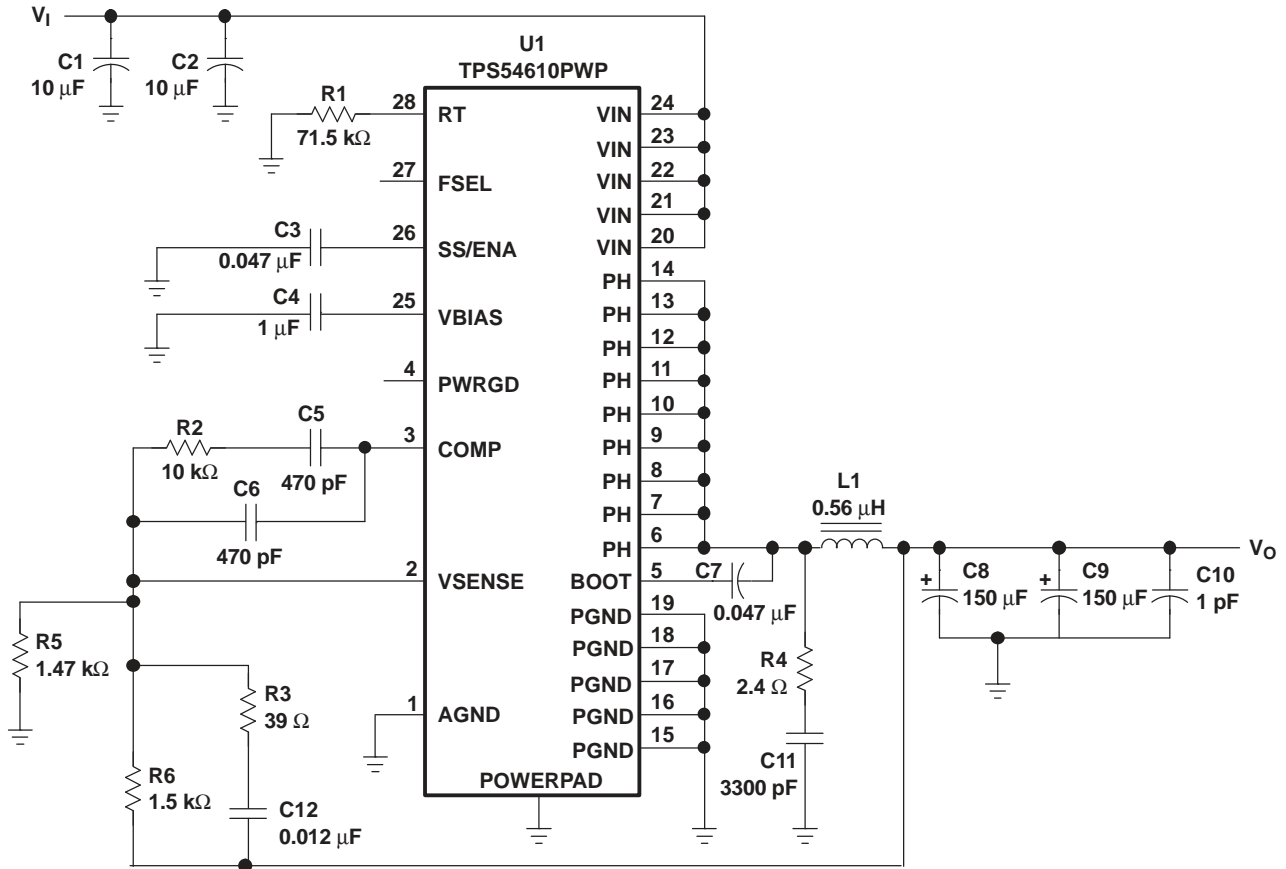 V_I
C1
10 μF
C2
10 μF
U1
TPS54610PWP
R1
71.5 kΩ
28
RT
27
FSEL
C3
0.047 μF
26
SS/ENA
C4
1 μF
25
VBIAS
4
PWRGD
R2
10 kΩ
C5
470 pF
3
COMP
C6
470 pF
2
VSENSE
R5
1.47 kΩ
R3
39 Ω
1
AGND
R6
1.5 kΩ
C12
0.012 μF
POWERPAD
VIN
24
VIN
23
VIN
22
VIN
21
VIN
20
PH
14
PH
13
PH
12
PH
11
PH
10
PH
9
PH
8
PH
7
PH
6
BOOT
5
PGND
19
PGND
18
PGND
17
PGND
16
PGND
15
C7
0.047 μF
L1
0.56 μH
R4
2.4 Ω
C11
3300 pF
+
C8
150 μF
+
C9
150 μF
C10
1 pF
V_O